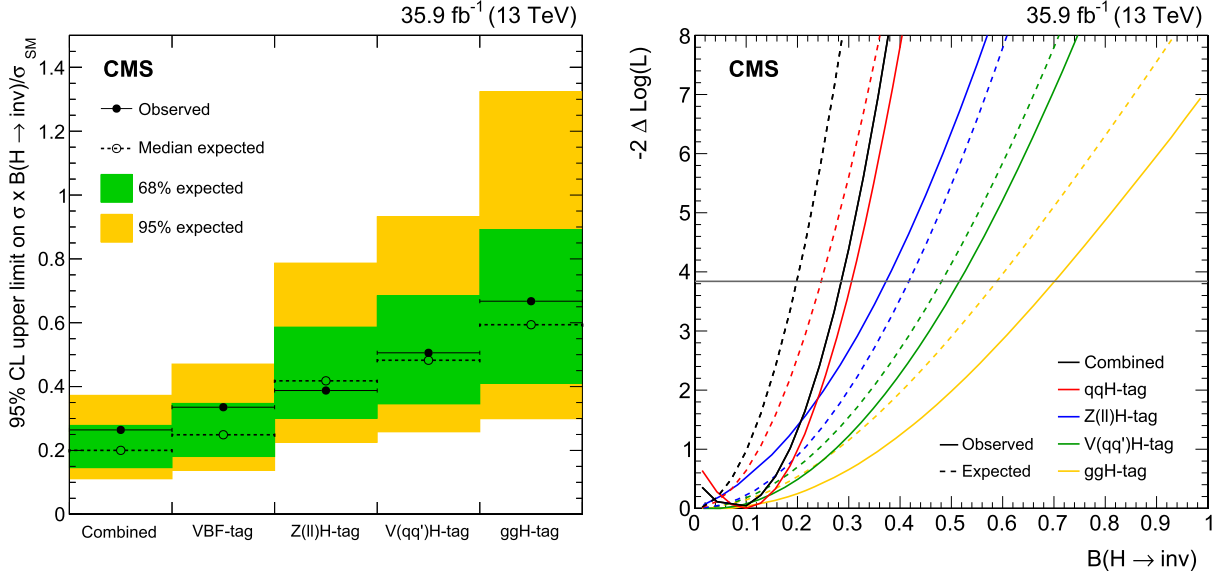 35.9 fb⁻¹ (13 TeV)
95% CL upper limit on σ x B(H → inv)/σ_SM
1.4
1.2
1
0.8
0.6
0.4
0.2
0
CMS
Observed
Median expected
68% expected
95% expected
Combined
VBF-tag
Z(ll)H-tag
V(qq')H-tag
ggH-tag
35.9 fb⁻¹ (13 TeV)
-2 Δ Log(L)
8
7
6
5
4
3
2
1
0
CMS
Combined
qqH-tag
Z(ll)H-tag
Observed
V(qq')H-tag
Expected
ggH-tag
0 0.1 0.2 0.3 0.4 0.5 0.6 0.7 0.8 0.9 1
B(H → inv)